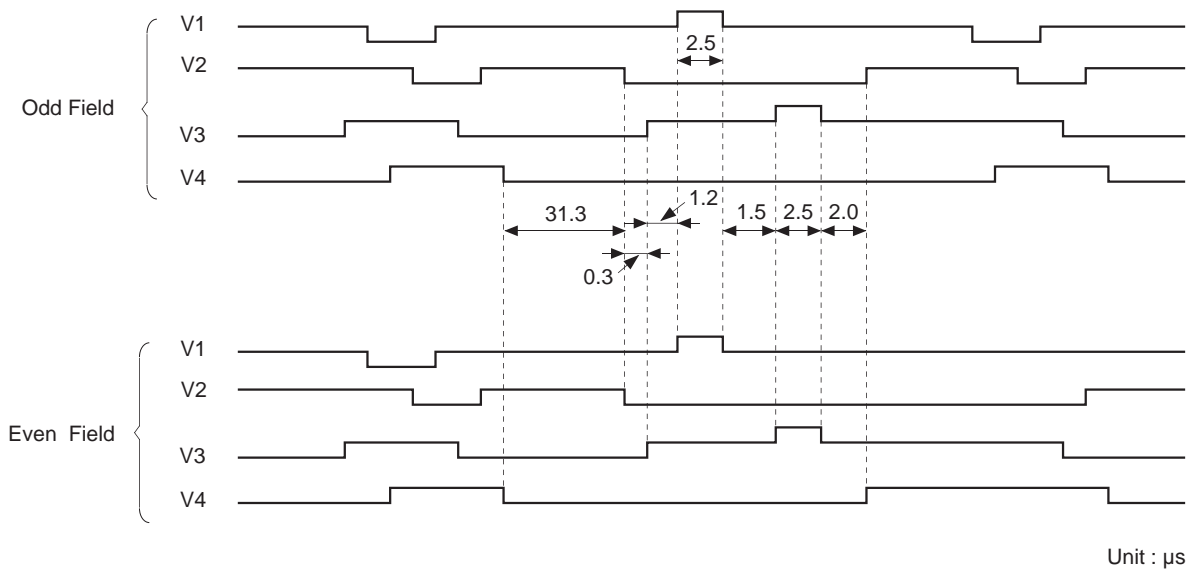 V1
2.5
V2
Odd Field
V3
V4
1.2
31.3
1.5
2.5
2.0
0.3
V1
V2
Even Field
V3
V4
Unit : µs